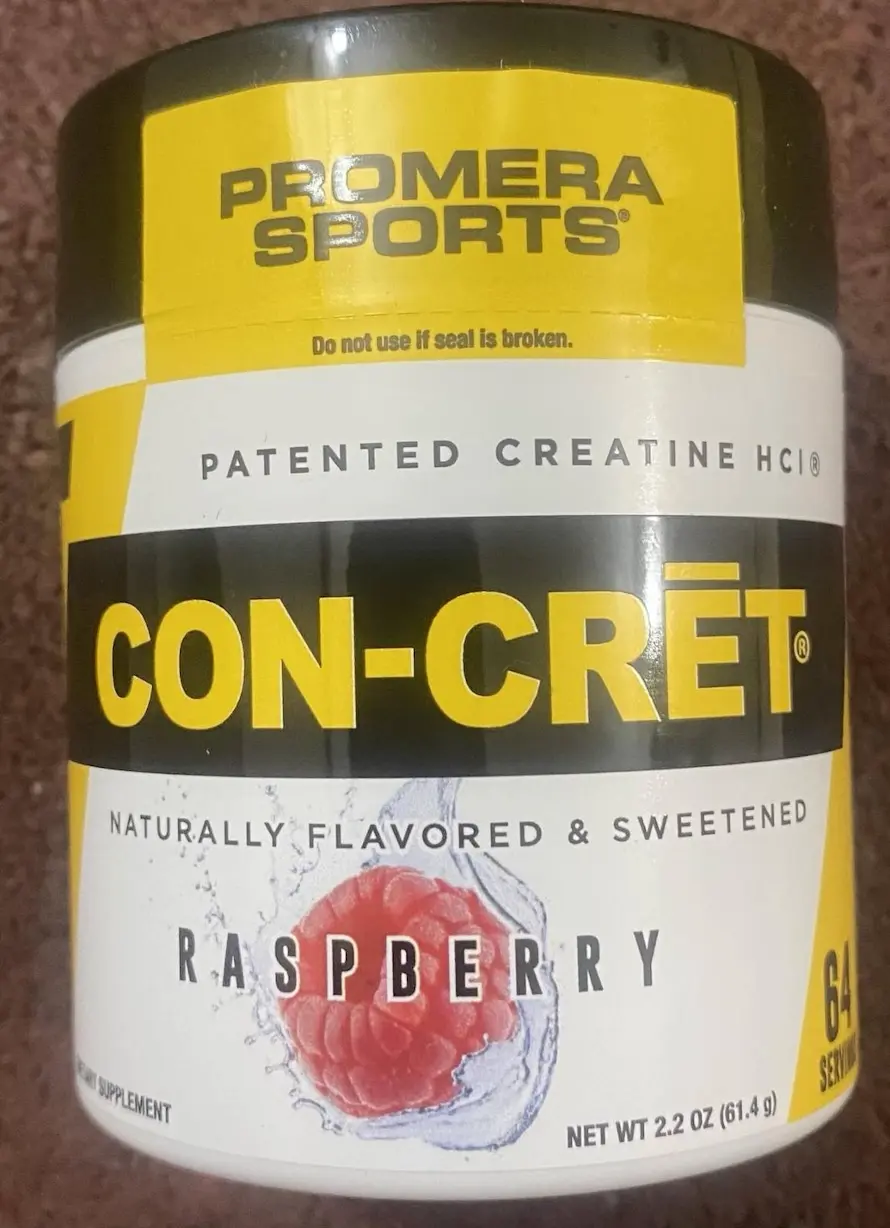 PROMERA
SPORTS®
Do not use if seal is broken.
PATENTED CREATINE HCl®
CON-CRĒT®
NATURALLY FLAVORED & SWEETENED
RASPBERRY
64
SUPPLEMENT
NET WT 2.2 OZ (61.4 g)